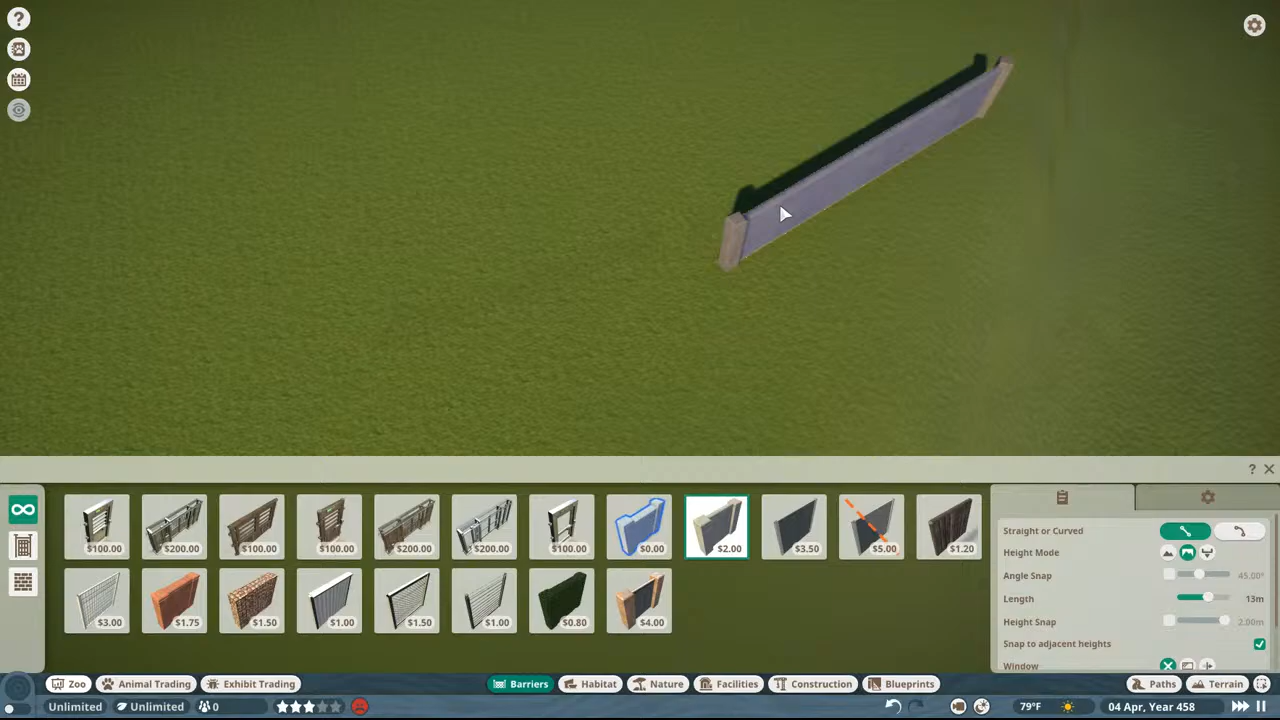 ?
?
$100.00 $200.00 $100.00 $100.00 $200.00 $200.00 $100.00 $0.00 $2.00 $3.50 $5.00 $1.20
$3.00 $1.75 $1.50 $1.00 $1.50 $1.00 $0.80 $4.00
Straight or Curved
Height Mode
Angle Snap 45.00°
Length 13m
Height Snap 2.00m
Snap to adjacent heights
Window
Zoo Animal Trading Exhibit Trading Barriers Habitat Nature Facilities Construction Blueprints Paths Terrain
Unlimited Unlimited 0 79°F 04 Apr, Year 458